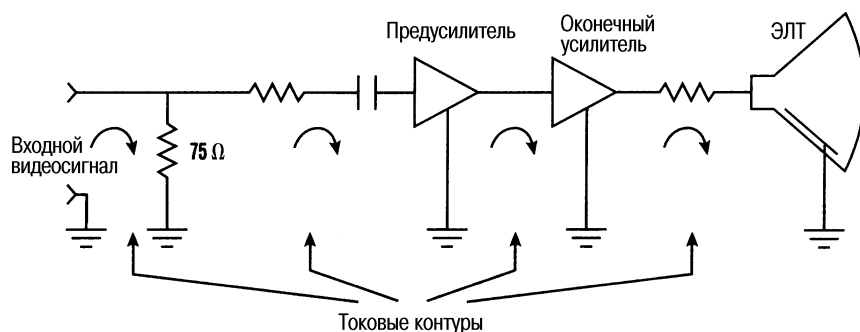 Предусилитель
Оконечный
усилитель
ЭЛТ
Входной
видеосигнал
75 Ω
Токовые контуры